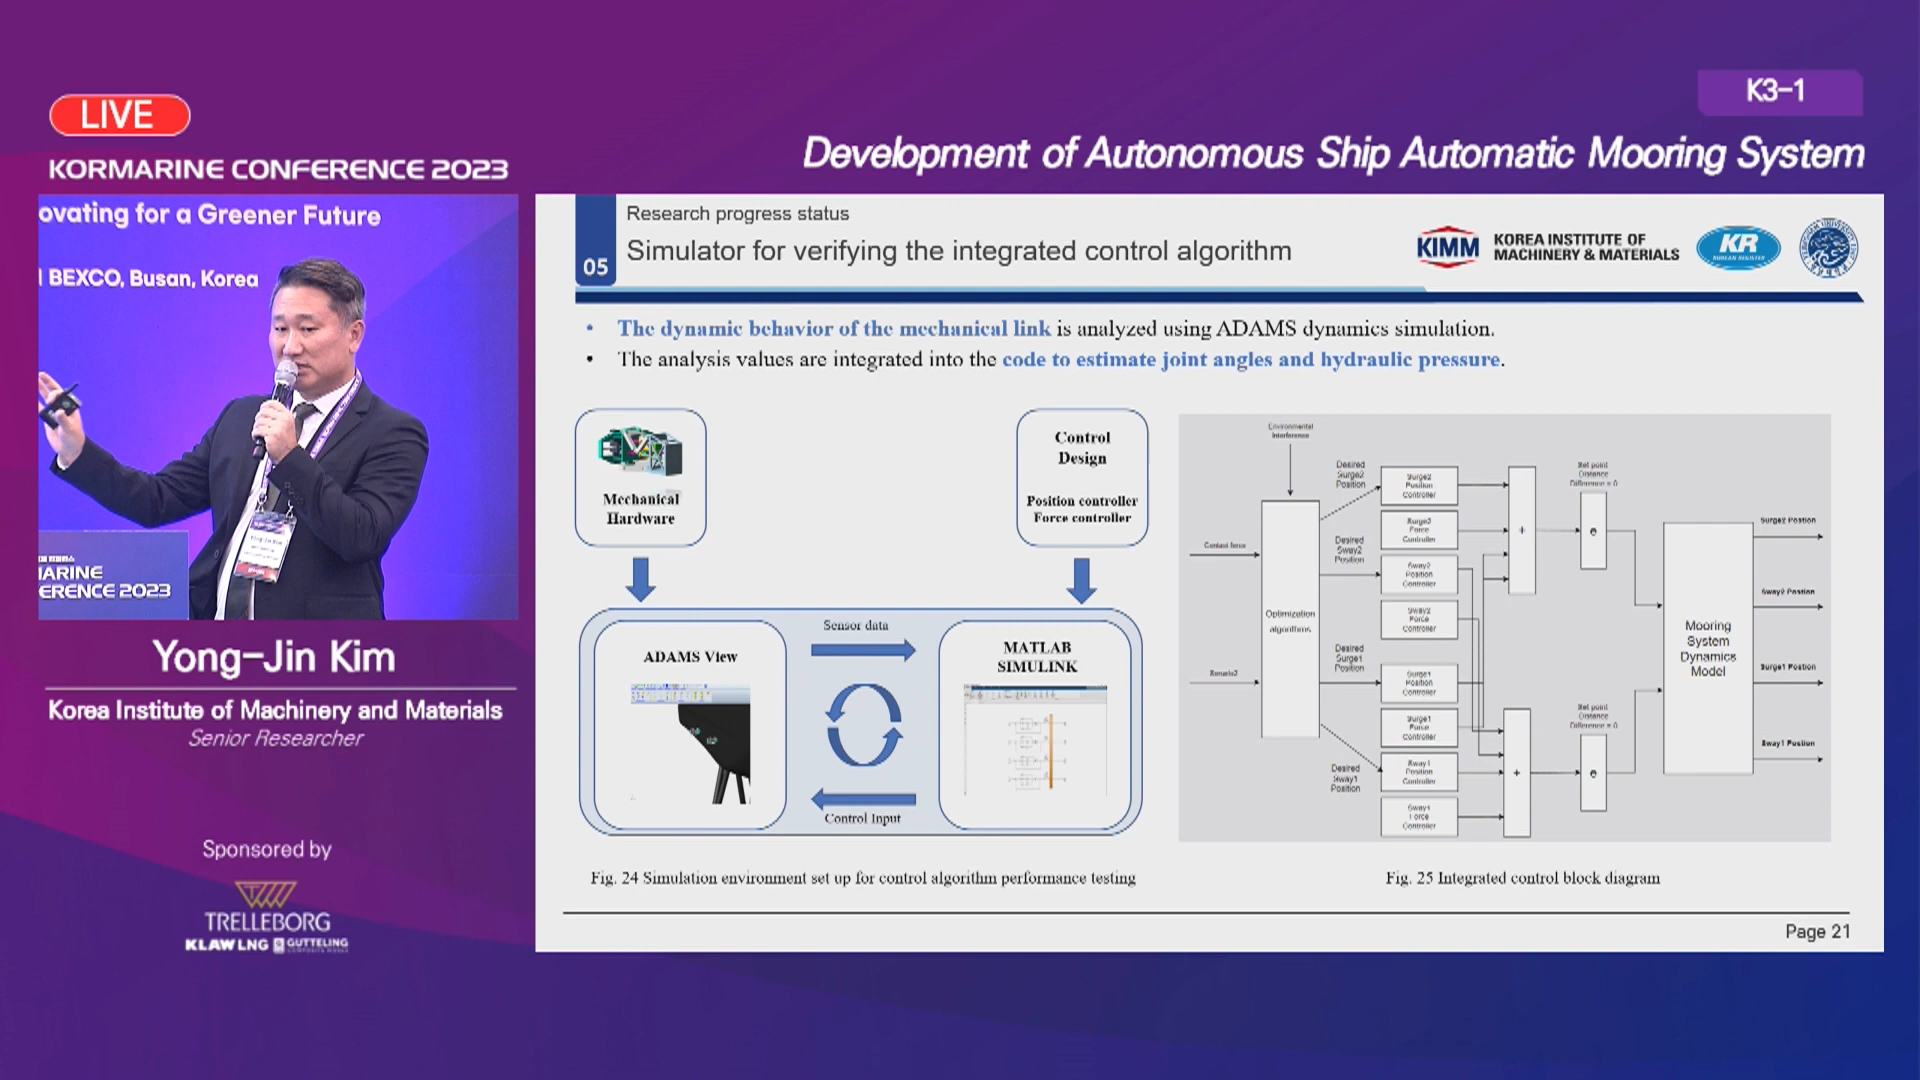 LIVE
KORMARINE CONFERENCE 2023
K3-1
Development of Autonomous Ship Automatic Mooring System
ovating for a Greener Future
BEXCO, Busan, Korea
ARINE
ERENCE 2023
Yong-Jin Kim
Korea Institute of Machinery and Materials
Senior Researcher
Sponsored by
TRELLEBORG
KLAW LNG GUTTELING
05
Research progress status
Simulator for verifying the integrated control algorithm
KIMM
KOREA INSTITUTE OF
MACHINERY & MATERIALS
KR
KOREAN REGISTER
• The dynamic behavior of the mechanical link is analyzed using ADAMS dynamics simulation.
• The analysis values are integrated into the code to estimate joint angles and hydraulic pressure.
Mechanical
Hardware
Control
Design
Position controller
Force controller
ADAMS View
Sensor data
Control Input
MATLAB
SIMULINK
Fig. 24 Simulation environment set up for control algorithm performance testing
Environmental
Interference
Contact force
Optimization
algorithms
Desired
Surge2
Position
Desired
Sway2
Position
Desired
Surge1
Position
Desired
Sway1
Position
Surge2
Position
Controller
Surge2
Force
Controller
Sway2
Position
Controller
Sway2
Force
Controller
Surge1
Position
Controller
Surge1
Force
Controller
Sway1
Position
Controller
Sway1
Force
Controller
+
+
Set point
Distance
Difference = 0
Set point
Distance
Difference = 0
Mooring
System
Dynamics
Model
Surge2 Position
Sway2 Position
Surge1 Position
Sway1 Position
Fig. 25 Integrated control block diagram
Page 21